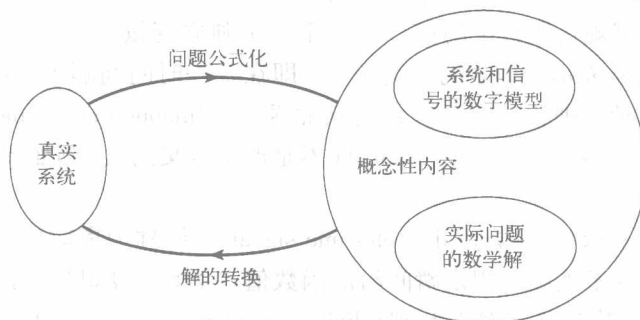 问题公式化
系统和信
号的数字模型
真实
系统
概念性内容
实际问题
的数学解
解的转换